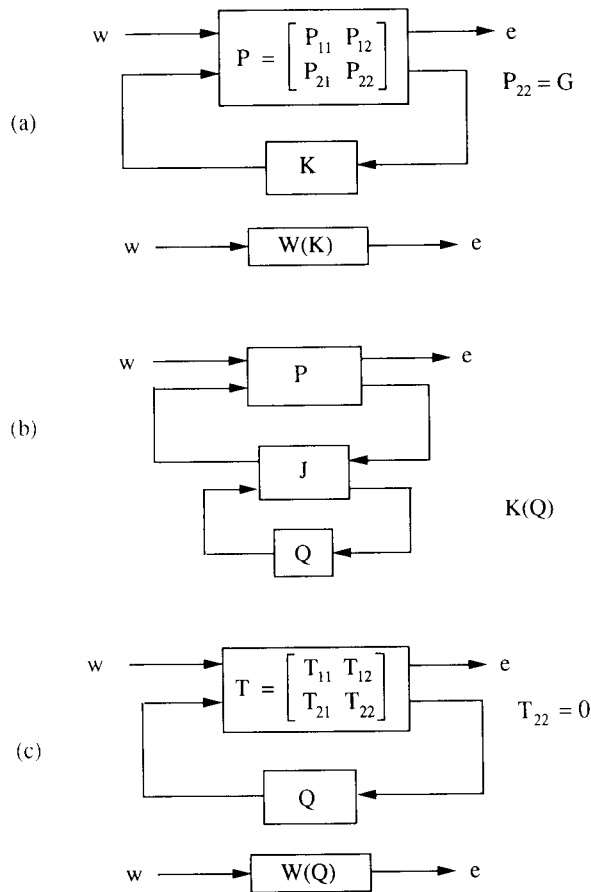 w
P = [ P11 P12
P21 P22 ]
e
P22 = G
(a)
K
w
W(K)
e
w
P
e
(b)
J
K(Q)
Q
w
T = [ T11 T12
T21 T22 ]
e
T22 = 0
(c)
Q
w
W(Q)
e